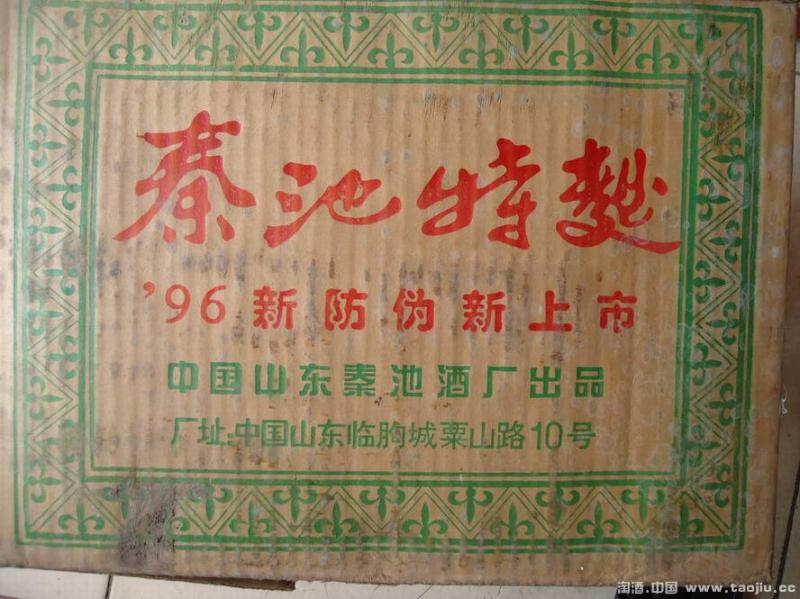 秦池特麯
'96新防伪新上市
中国山东秦池酒厂出品
厂址:中国山东临朐城粟山路10号
淘酒.中国 www.taojiu.cc